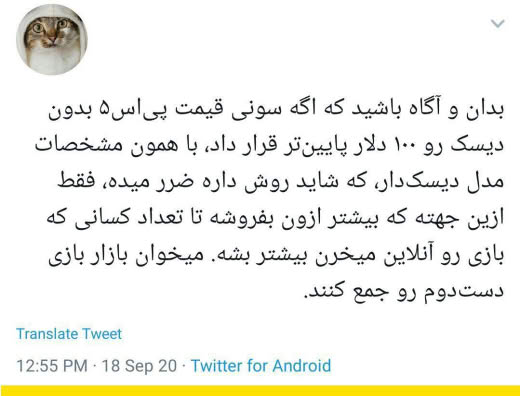 بدان و آگاه باشید که اگه سونی قیمت پی‌اس۵ بدون
دیسک رو ۱۰۰ دلار پایین‌تر قرار داد، با همون مشخصات
مدل دیسک‌دار، که شاید روش داره ضرر میده، فقط
ازین جهته که بیشتر ازون بفروشه تا تعداد کسانی که
بازی رو آنلاین میخرن بیشتر بشه. میخوان بازار بازی
دست‌دوم رو جمع کنند.
Translate Tweet
12:55 PM · 18 Sep 20 · Twitter for Android